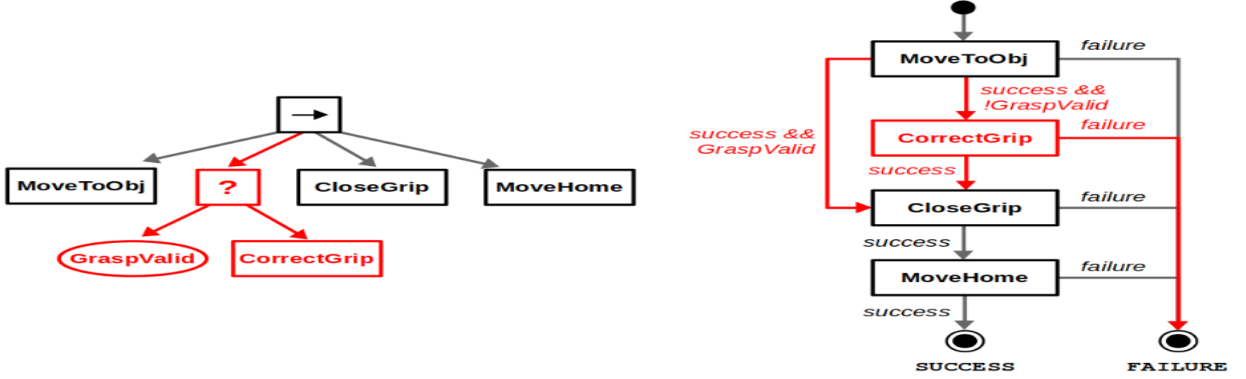 →
MoveToObj
?
CloseGrip
MoveHome
GraspValid
CorrectGrip
MoveToObj
failure
success &&
!GraspValid
success &&
GraspValid
CorrectGrip
failure
success
CloseGrip
failure
success
MoveHome
failure
success
SUCCESS
FAILURE